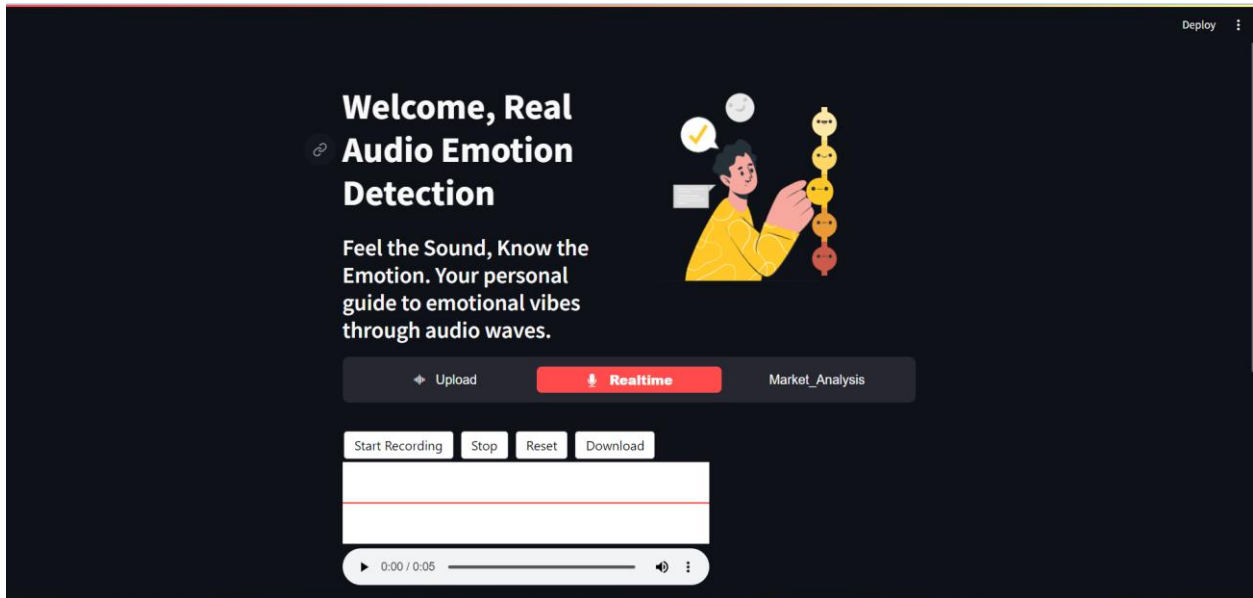 Deploy
Welcome, Real
Audio Emotion
Detection
Feel the Sound, Know the
Emotion. Your personal
guide to emotional vibes
through audio waves.
Upload
Realtime
Market_Analysis
Start Recording
Stop
Reset
Download
0:00 / 0:05